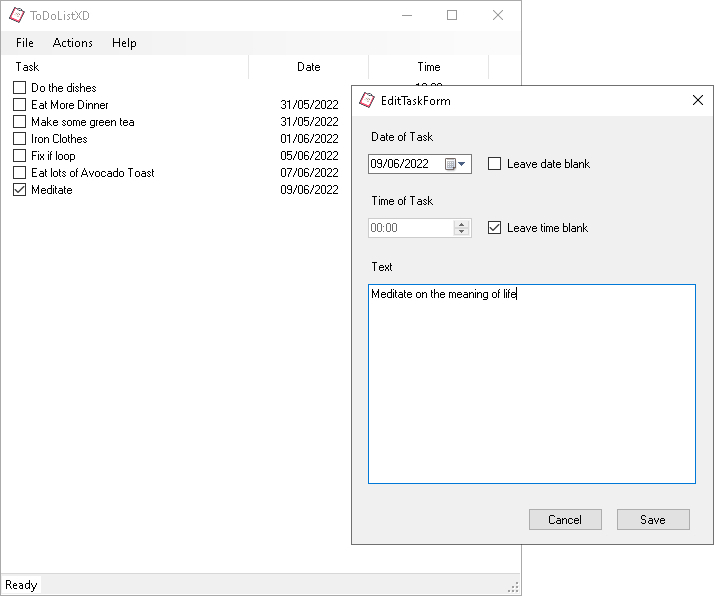 ToDoListXD
File Actions Help
Task Date Time
Do the dishes
Eat More Dinner 31/05/2022
Make some green tea 31/05/2022
Iron Clothes 01/06/2022
Fix if loop 05/06/2022
Eat lots of Avocado Toast 07/06/2022
Meditate 09/06/2022
Ready
EditTaskForm
Date of Task
09/06/2022 Leave date blank
Time of Task
00:00 Leave time blank
Text
Meditate on the meaning of life
Cancel Save